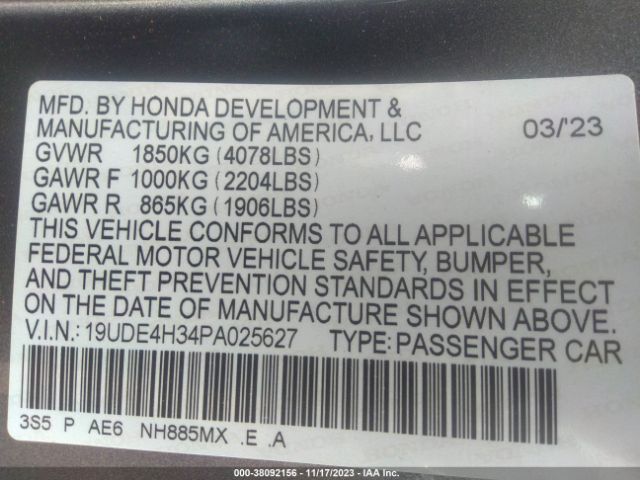 MFD. BY HONDA DEVELOPMENT &
MANUFACTURING OF AMERICA, LLC 03/'23
GVWR 1850KG (4078LBS)
GAWR F 1000KG (2204LBS)
GAWR R 865KG (1906LBS)
THIS VEHICLE CONFORMS TO ALL APPLICABLE
FEDERAL MOTOR VEHICLE SAFETY, BUMPER,
AND THEFT PREVENTION STANDARDS IN EFFECT
ON THE DATE OF MANUFACTURE SHOWN ABOVE.
V.I.N.: 19UDE4H34PA025627 TYPE: PASSENGER CAR
3S5 P AE6 NH885MX .E .A
000-38092156 - 11/17/2023 - IAA Inc.